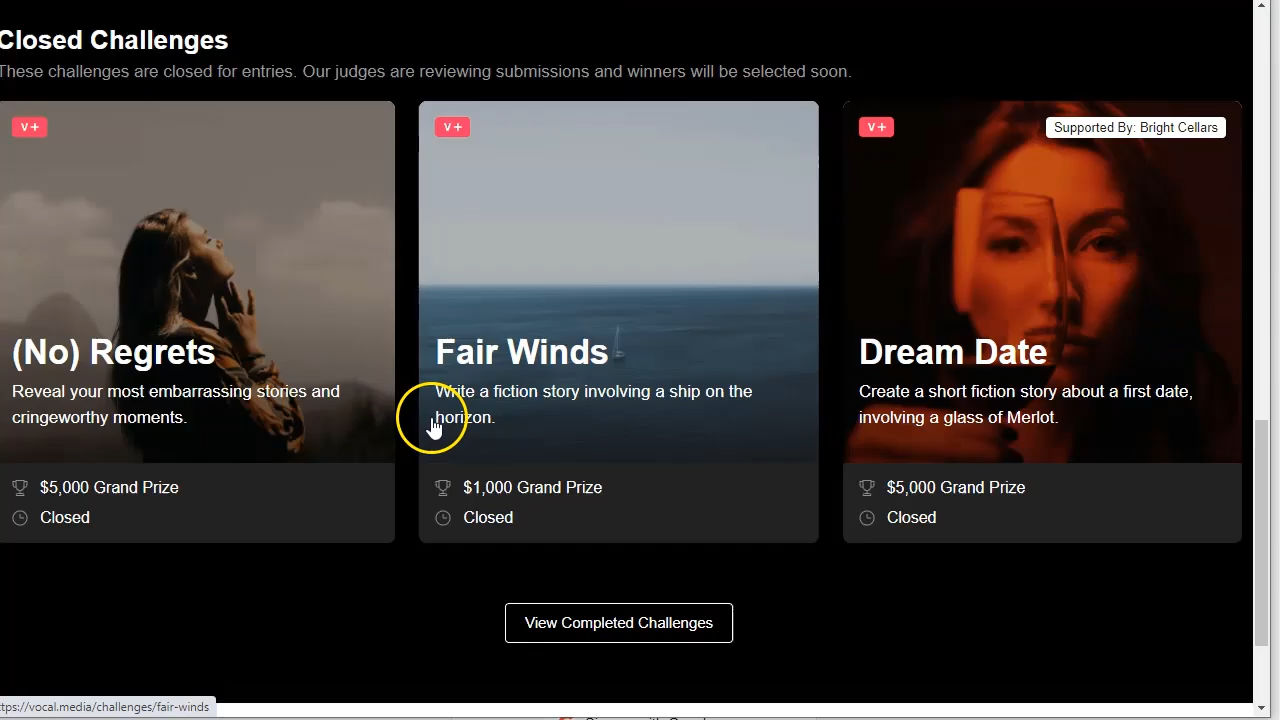 Closed Challenges
These challenges are closed for entries. Our judges are reviewing submissions and winners will be selected soon.
V+
(No) Regrets
Reveal your most embarrassing stories and
cringeworthy moments.
$5,000 Grand Prize
Closed
V+
Fair Winds
Write a fiction story involving a ship on the
horizon.
$1,000 Grand Prize
Closed
V+
Supported By: Bright Cellars
Dream Date
Create a short fiction story about a first date,
involving a glass of Merlot.
$5,000 Grand Prize
Closed
View Completed Challenges
ttps://vocal.media/challenges/fair-winds